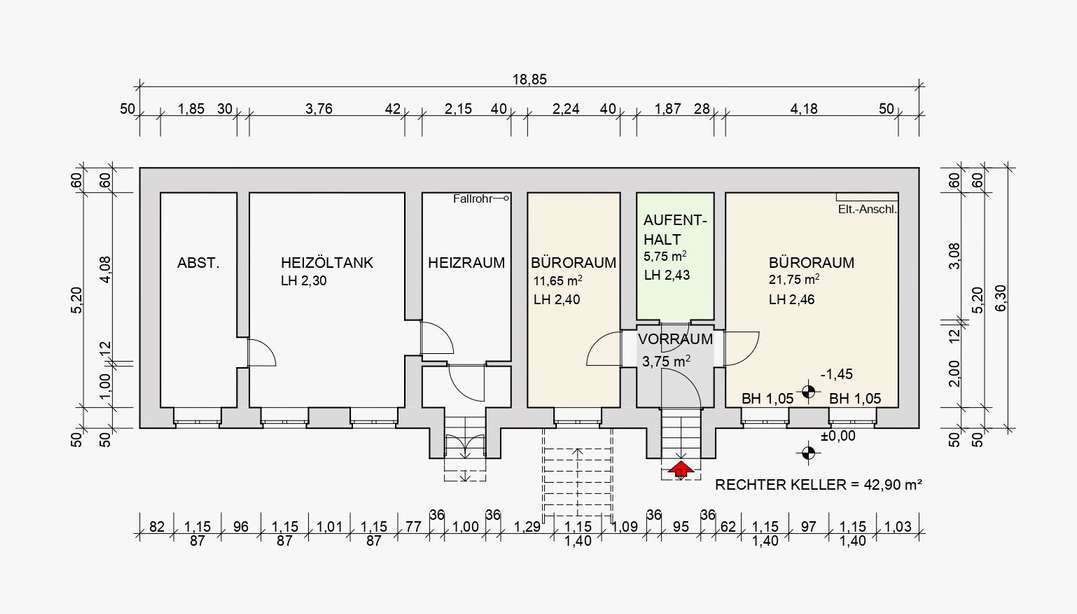 18,85
50 1,85 30 3,76 42 2,15 40 2,24 40 1,87 28 4,18 50
60 60 60 60
Fallrohr
Elt.-Anschl.
AUFENT-
HALT
5,75 m²
LH 2,43
ABST.
HEIZÖLTANK
LH 2,30
HEIZRAUM
BÜRORAUM
11,65 m²
LH 2,40
BÜRORAUM
21,75 m²
LH 2,46
5,20 4,08 3,08 5,20 6,30
12 12
VORRAUM
3,75 m²
1,00 2,00
-1,45
BH 1,05 BH 1,05
50 50 50 50
±0,00
RECHTER KELLER = 42,90 m²
36 36 36 36
82 1,15 96 1,15 1,01 1,15 77 1,00 1,29 1,15 1,09 95 62 1,15 97 1,15 1,03
87 87 87 1,40 1,40 1,40